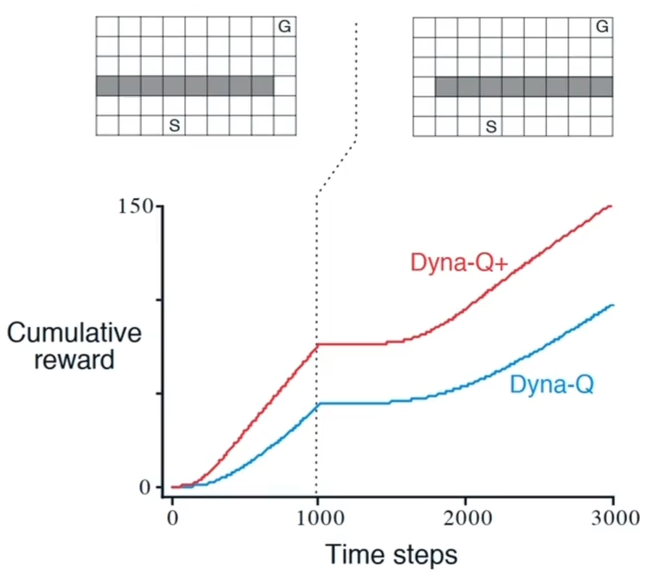 G
G
S
S
150
Dyna-Q+
Cumulative
reward
Dyna-Q
0
0 1000 2000 3000
Time steps